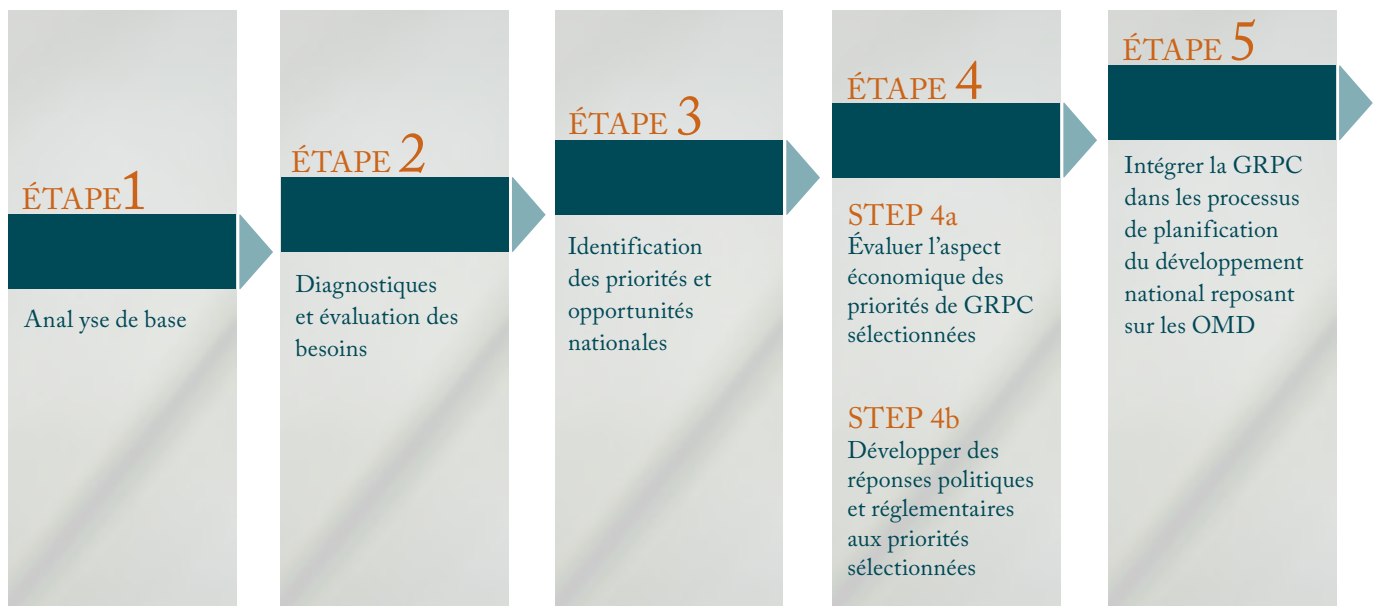 ÉTAPE1
Anal yse de base
ÉTAPE 2
Diagnostiques
et évaluation des
besoins
ÉTAPE 3
Identification
des priorités et
opportunités
nationales
ÉTAPE 4
STEP 4a
Évaluer l’aspect
économique des
priorités de GRPC
sélectionnées
STEP 4b
Développer des
réponses politiques
et réglementaires
aux priorités
sélectionnées
ÉTAPE 5
Intégrer la GRPC
dans les processus
de planification
du développement
national reposant
sur les OMD